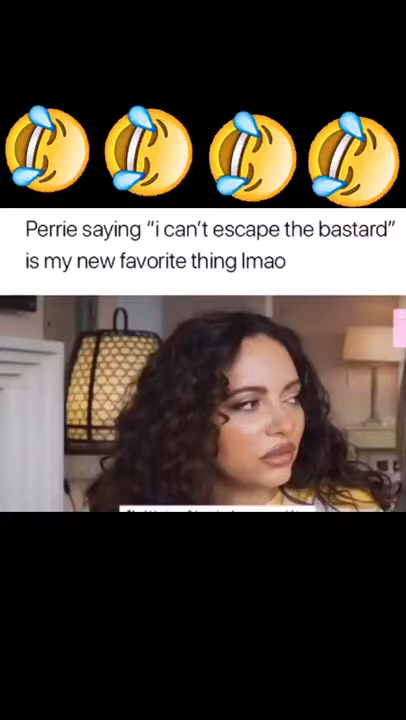 Perrie saying “i can’t escape the bastard”
is my new favorite thing lmao